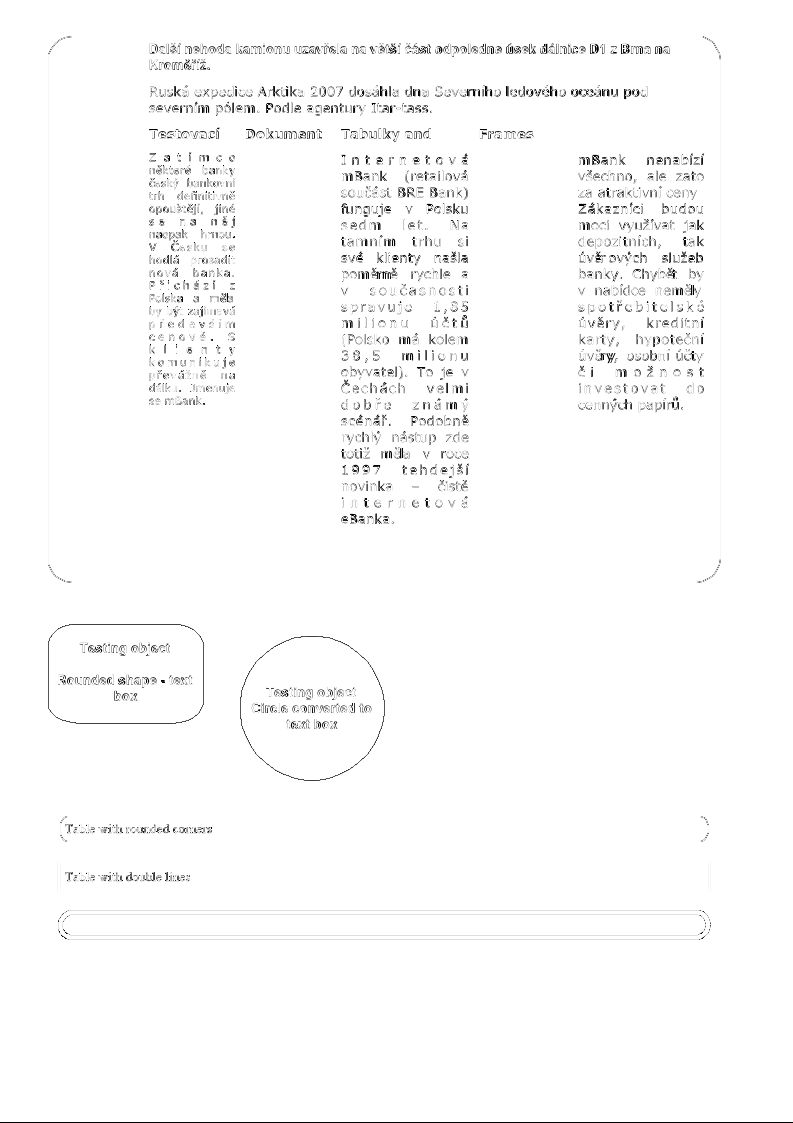 Další nehoda kamionu uzavřela na větší část odpoledne úsek dálnice D1 z Brna na
Kroměříž.
Ruská expedice Arktika 2007 dosáhla dna Severního ledového oceánu pod
severním pólem. Podle agentury Itar-tass.
Testovací Dokument Tabulky and Frames
Zatímco
některé banky
český bankovní
trh definitivně
opouštějí, jiné
se na něj
naopak hrnou.
V Česku se
hodlá prosadit
nová banka.
Přichází z
Polska a měla
by být zajímavá
především
cenově. S
klienty
komunikuje
převážně na
dálku. Jmenuje
se mBank.
Internetová
mBank (retailová
součást BRE Bank)
funguje v Polsku
sedm let. Na
tamním trhu si
své klienty našla
poměrně rychle a
v současnosti
spravuje 1,85
milionu účtů
(Polsko má kolem
38,5 milionu
obyvatel). To je v
Čechách velmi
dobře známý
scénář. Podobně
rychlý nástup zde
totiž měla v roce
1997 tehdejší
novinka – čistě
internetová
eBanka.
mBank nenabízí
všechno, ale zato
za atraktivní ceny
Zákazníci budou
moci využívat jak
depozitních, tak
úvěrových služeb
banky. Chybět by
v nabídce neměly
spotřebitelské
úvěry, kreditní
karty, hypoteční
úvěry, osobní účty
či možnost
investovat do
cenných papírů.
Testing object
Rounded shape - text
box
Testing object
Circle converted to
text box
Table with rounded corners
Table with double lines